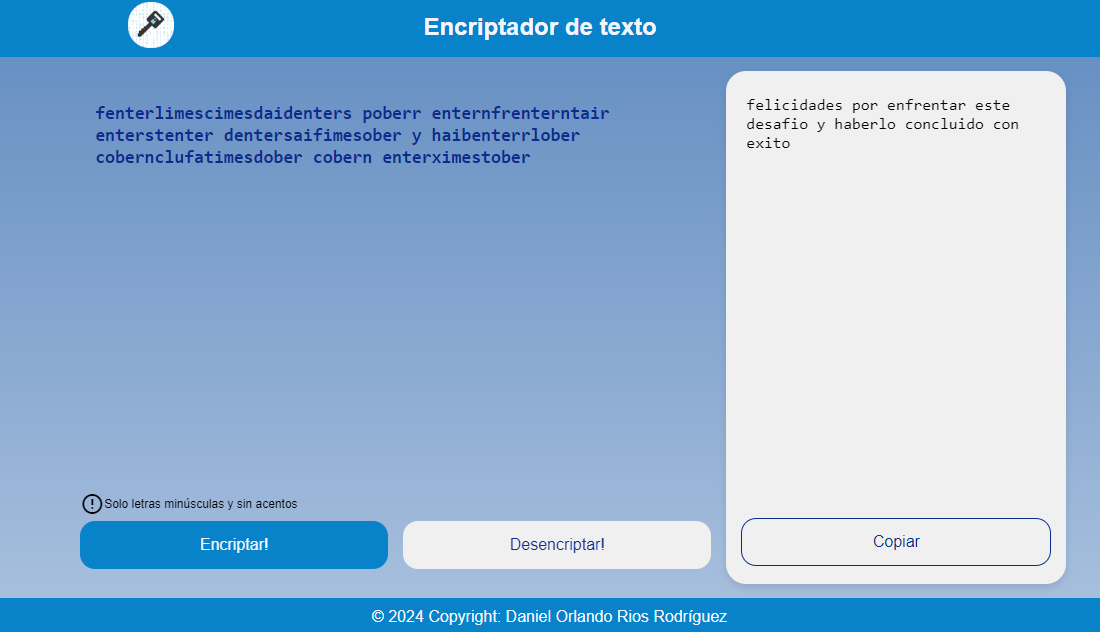 Encriptador de texto
fenterlimescimesdaidenters poberr enternfrenterntair
enterstenter dentersaifimesober y haibenterrlober
cobernclufatimesdober cobern enterximestober
felicidades por enfrentar este
desafio y haberlo concluido con
exito
Solo letras minúsculas y sin acentos
Encriptar!
Desencriptar!
Copiar
© 2024 Copyright: Daniel Orlando Rios Rodríguez